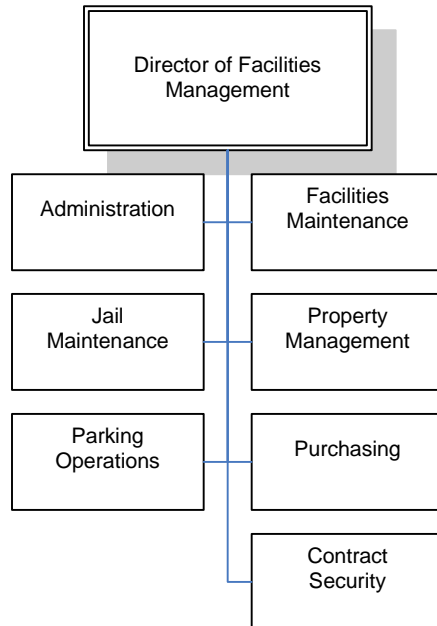 Director of Facilities
Management
Administration
Facilities
Maintenance
Jail
Maintenance
Property
Management
Parking
Operations
Purchasing
Contract
Security